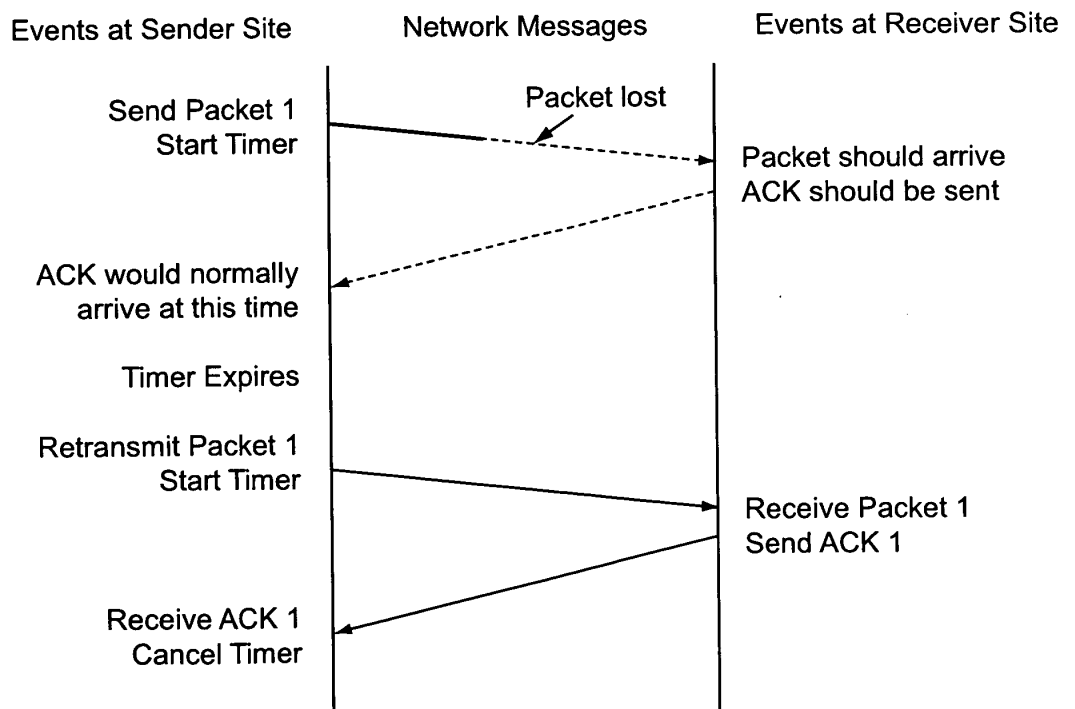 Events at Sender Site
Network Messages
Events at Receiver Site
Send Packet 1
Start Timer
Packet lost
Packet should arrive
ACK should be sent
ACK would normally
arrive at this time
Timer Expires
Retransmit Packet 1
Start Timer
Receive Packet 1
Send ACK 1
Receive ACK 1
Cancel Timer